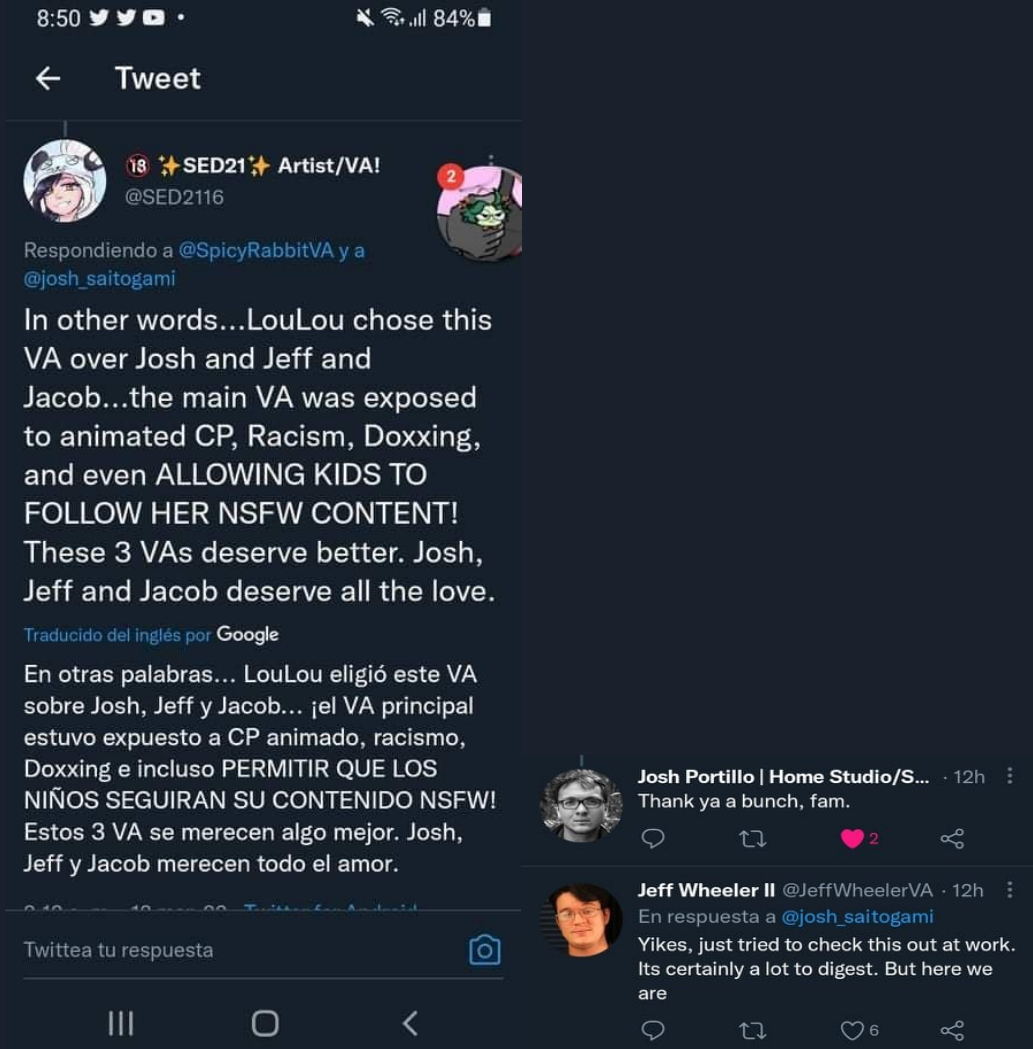 8:50
84%
Tweet
18 ✨SED21✨ Artist/VA!
@SED2116
2
Respondiendo a @SpicyRabbitVA y a
@josh_saitogami
In other words...LouLou chose this
VA over Josh and Jeff and
Jacob...the main VA was exposed
to animated CP, Racism, Doxxing,
and even ALLOWING KIDS TO
FOLLOW HER NSFW CONTENT!
These 3 VAs deserve better. Josh,
Jeff and Jacob deserve all the love.
Traducido del inglés por Google
En otras palabras... LouLou eligió este VA
sobre Josh, Jeff y Jacob... ¡el VA principal
estuvo expuesto a CP animado, racismo,
Doxxing e incluso PERMITIR QUE LOS
NIÑOS SEGUIRAN SU CONTENIDO NSFW!
Estos 3 VA se merecen algo mejor. Josh,
Jeff y Jacob merecen todo el amor.
Twitter for Android
Twittea tu respuesta
Josh Portillo | Home Studio/S... · 12h
Thank ya a bunch, fam.
2
Jeff Wheeler II @JeffWheelerVA · 12h
En respuesta a @josh_saitogami
Yikes, just tried to check this out at work.
Its certainly a lot to digest. But here we
are
6